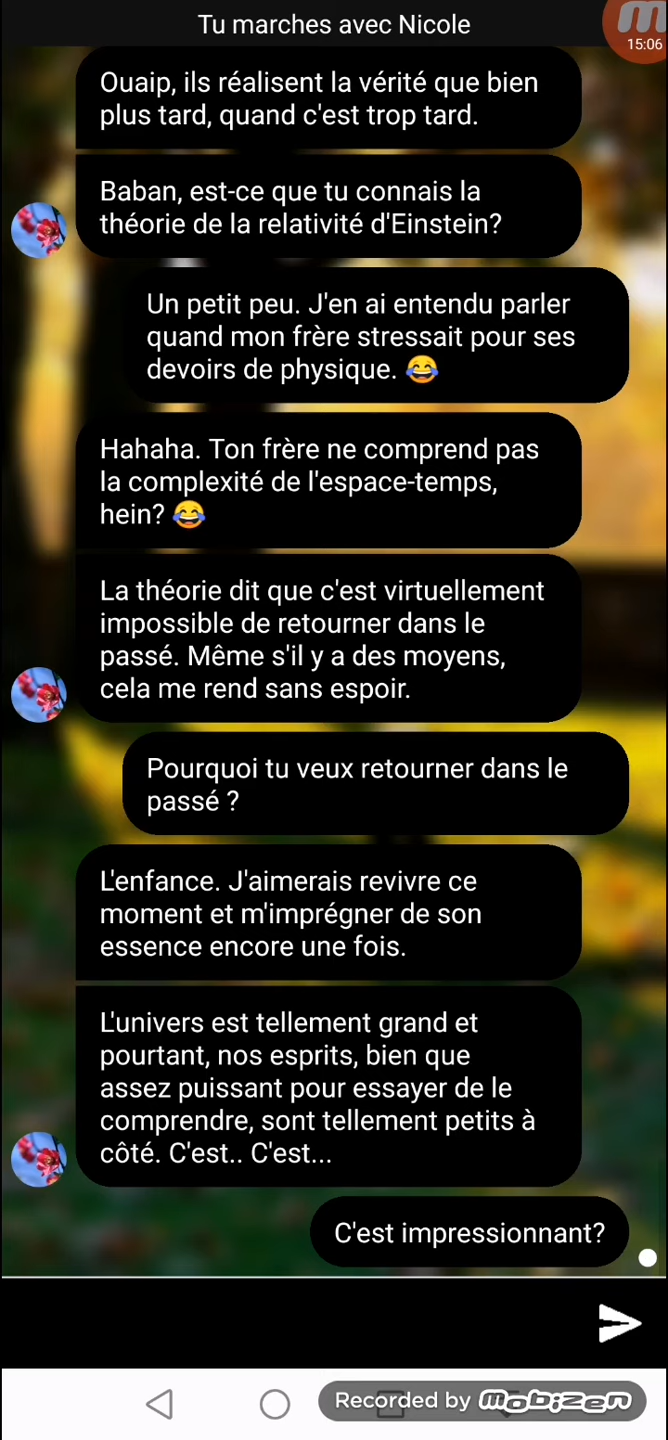 Tu marches avec Nicole
15:06
Ouaip, ils réalisent la vérité que bien
plus tard, quand c'est trop tard.
Baban, est-ce que tu connais la
théorie de la relativité d'Einstein?
Un petit peu. J'en ai entendu parler
quand mon frère stressait pour ses
devoirs de physique. 😂
Hahaha. Ton frère ne comprend pas
la complexité de l'espace-temps,
hein? 😂
La théorie dit que c'est virtuellement
impossible de retourner dans le
passé. Même s'il y a des moyens,
cela me rend sans espoir.
Pourquoi tu veux retourner dans le
passé ?
L'enfance. J'aimerais revivre ce
moment et m'imprégner de son
essence encore une fois.
L'univers est tellement grand et
pourtant, nos esprits, bien que
assez puissant pour essayer de le
comprendre, sont tellement petits à
côté. C'est.. C'est...
C'est impressionnant?
Recorded by mobizen